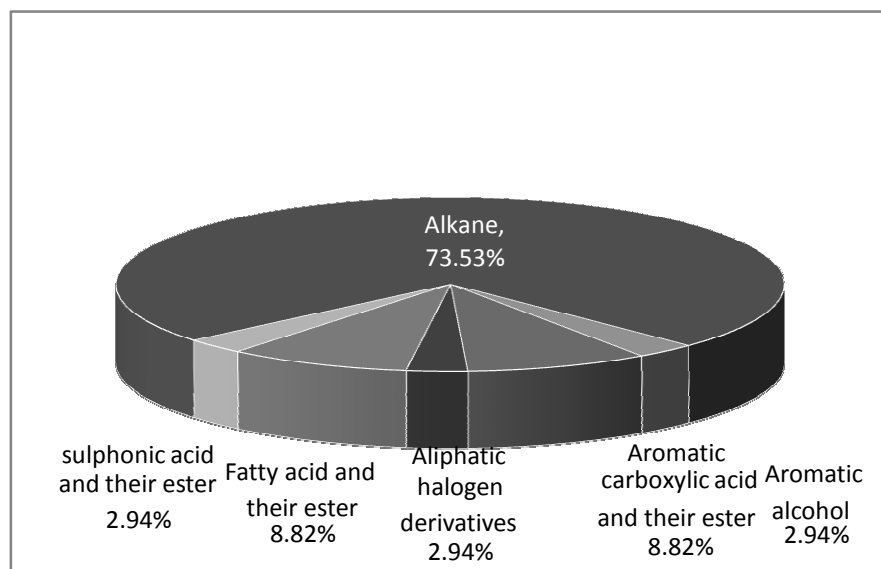 Alkane,
73.53%
sulphonic acid
and their ester
2.94%
Fatty acid and
their ester
8.82%
Aliphatic
halogen
derivatives
2.94%
Aromatic
carboxylic acid
and their ester
8.82%
Aromatic
alcohol
2.94%